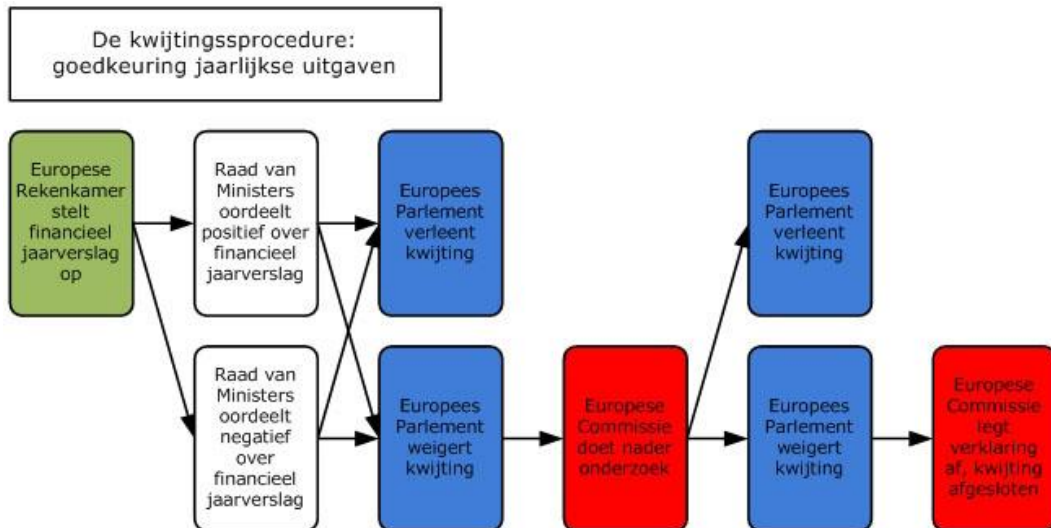 De kwijtingssprocedure:
goedkeuring jaarlijkse uitgaven
Europese
Rekenkamer
stelt
financieel
jaarverslag
op
Raad van
Ministers
oordeelt
positief over
financieel
jaarverslag
Europees
Parlement
verleent
kwijting
Europees
Parlement
verleent
kwijting
Raad van
Ministers
oordeelt
negatief
over
financieel
jaarverslag
Europees
Parlement
weigert
kwijting
Europese
Commissie
doet nader
onderzoek
Europees
Parlement
weigert
kwijting
Europese
Commissie
legt
verklaring
af, kwijting
afgesloten